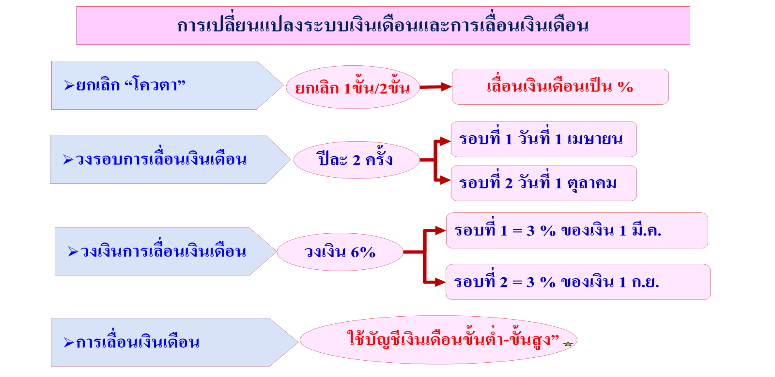 การเปลี่ยนแปลงระบบเงินเดือนและการเลื่อนเงินเดือน
➢ยกเลิก “โควตา”
ยกเลิก 1ขั้น/2ขั้น
เลื่อนเงินเดือนเป็น %
➢วงรอบการเลื่อนเงินเดือน
ปีละ 2 ครั้ง
รอบที่ 1 วันที่ 1 เมษายน
รอบที่ 2 วันที่ 1 ตุลาคม
➢วงเงินการเลื่อนเงินเดือน
วงเงิน 6%
รอบที่ 1 = 3 % ของเงิน 1 มี.ค.
รอบที่ 2 = 3 % ของเงิน 1 ก.ย.
➢การเลื่อนเงินเดือน
ใช้บัญชีเงินเดือนขั้นต่ำ-ขั้นสูง”